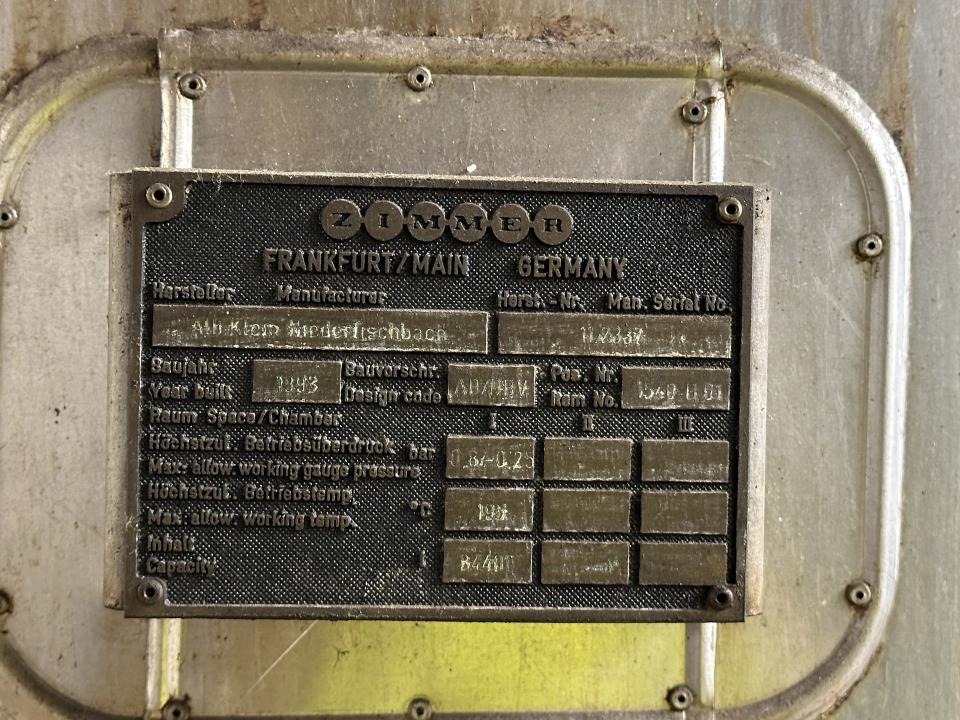 ZIMMER
FRANKFURT/MAIN GERMANY
Hersteller Manufacturer Herst.-Nr. Man. Serial No.
Alb. Klein Niederfischbach
Baujahr Bauvorschr. Pos. Nr.
Year built 1993 Design code AD/HBV Item No.
Raum Space/Chamber I II III
Höchstzul. Betriebsüberdruck bar
Max. allow. working gauge pressure
Höchstzul. Betriebstemp. °C
Max. allow. working temp.
Inhalt l
Capacity